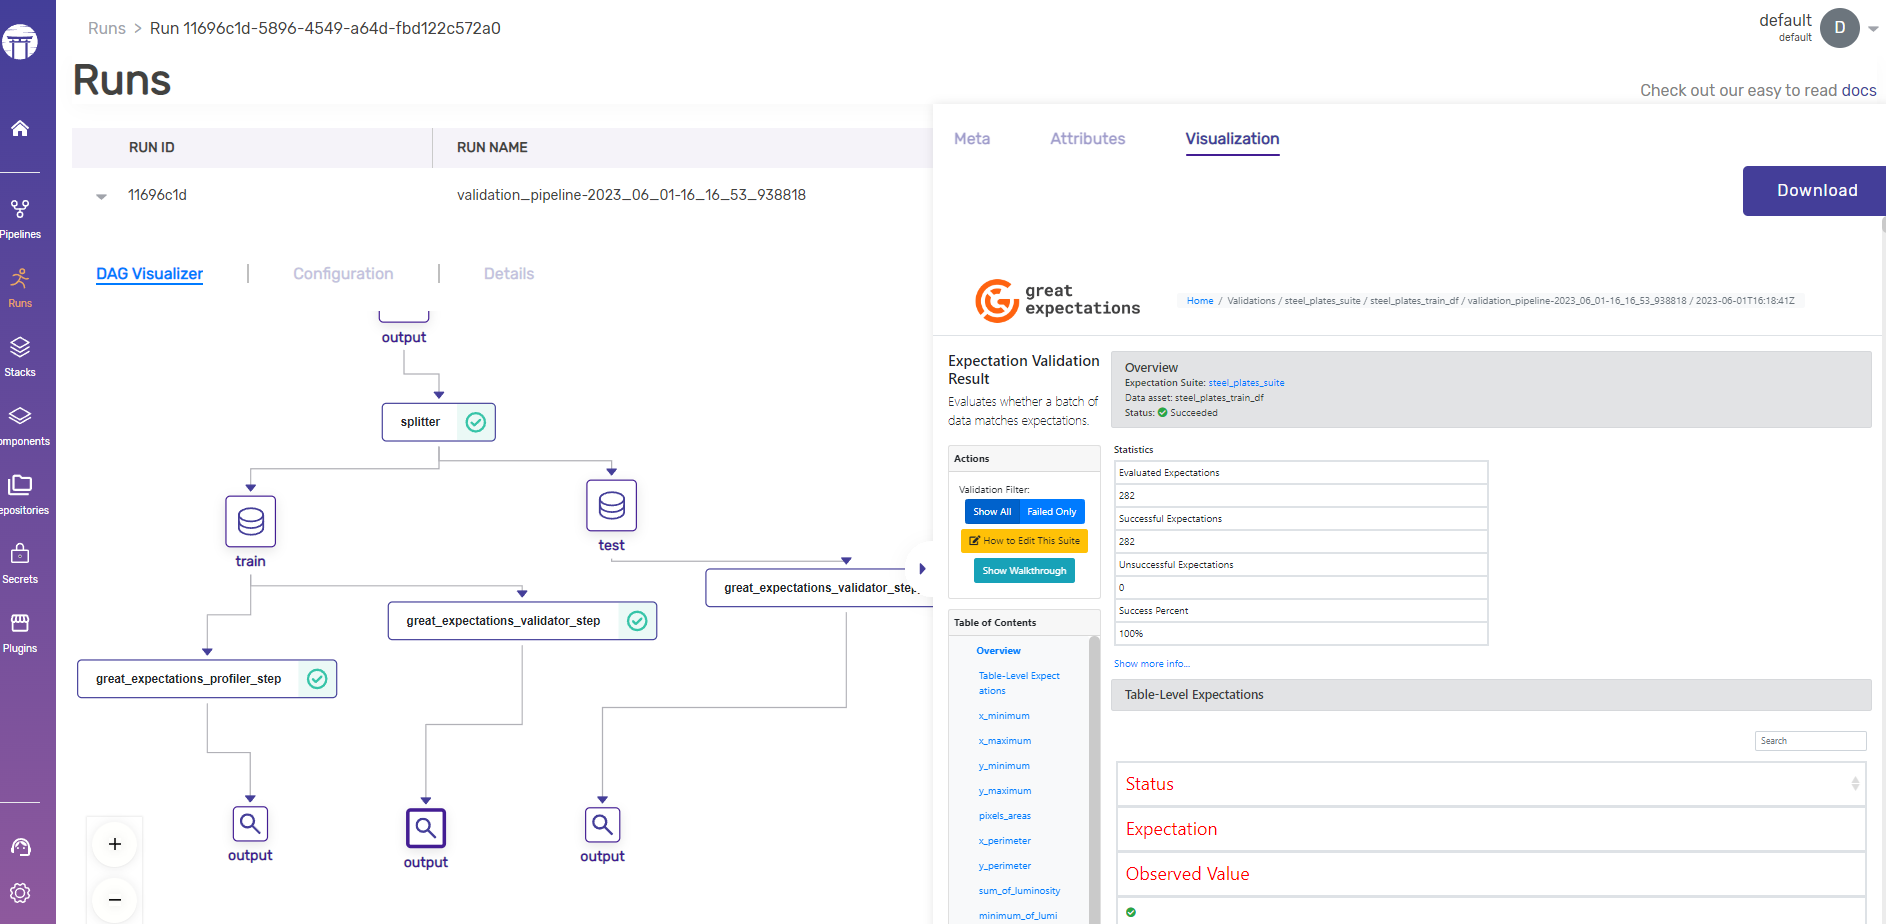 Runs > Run 11696c1d-5896-4549-a64d-fbd122c572a0
default
default
D
Runs
Check out our easy to read docs
Pipelines
Runs
Stacks
omponents
epositories
Secrets
Plugins
RUN ID
RUN NAME
11696c1d
validation_pipeline-2023_06_01-16_16_53_938818
DAG Visualizer
Configuration
Details
output
splitter
train
test
great_expectations_validator_step
great_expectations_validator_step
great_expectations_profiler_step
output
output
output
+
−
Meta
Attributes
Visualization
Download
great
expectations
Home / Validations / steel_plates_suite / steel_plates_train_df / validation_pipeline-2023_06_01-16_16_53_938818 / 2023-06-01T16:18:41Z
Expectation Validation
Result
Evaluates whether a batch of
data matches expectations.
Actions
Validation Filter:
Show All
Failed Only
How to Edit This Suite
Show Walkthrough
Table of Contents
Overview
Table-Level Expect
ations
x_minimum
x_maximum
y_minimum
y_maximum
pixels_areas
x_perimeter
y_perimeter
sum_of_luminosity
minimum_of_lumi
Overview
Expectation Suite: steel_plates_suite
Data asset: steel_plates_train_df
Status: Succeeded
Statistics
Evaluated Expectations
282
Successful Expectations
282
Unsuccessful Expectations
0
Success Percent
100%
Show more info...
Table-Level Expectations
Search
Status
Expectation
Observed Value